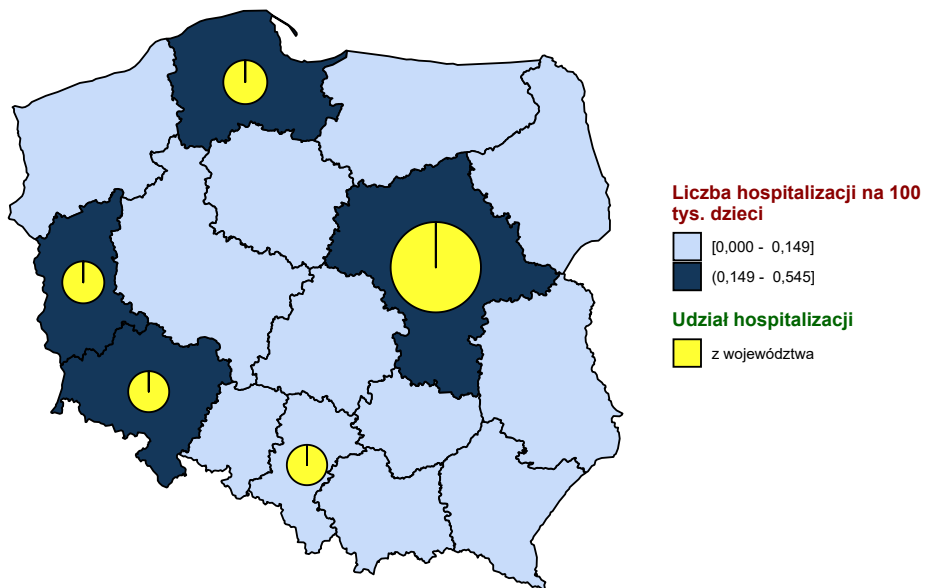 Liczba hospitalizacji na 100
tys. dzieci
[0,000 - 0,149]
(0,149 - 0,545]
Udział hospitalizacji
z województwa